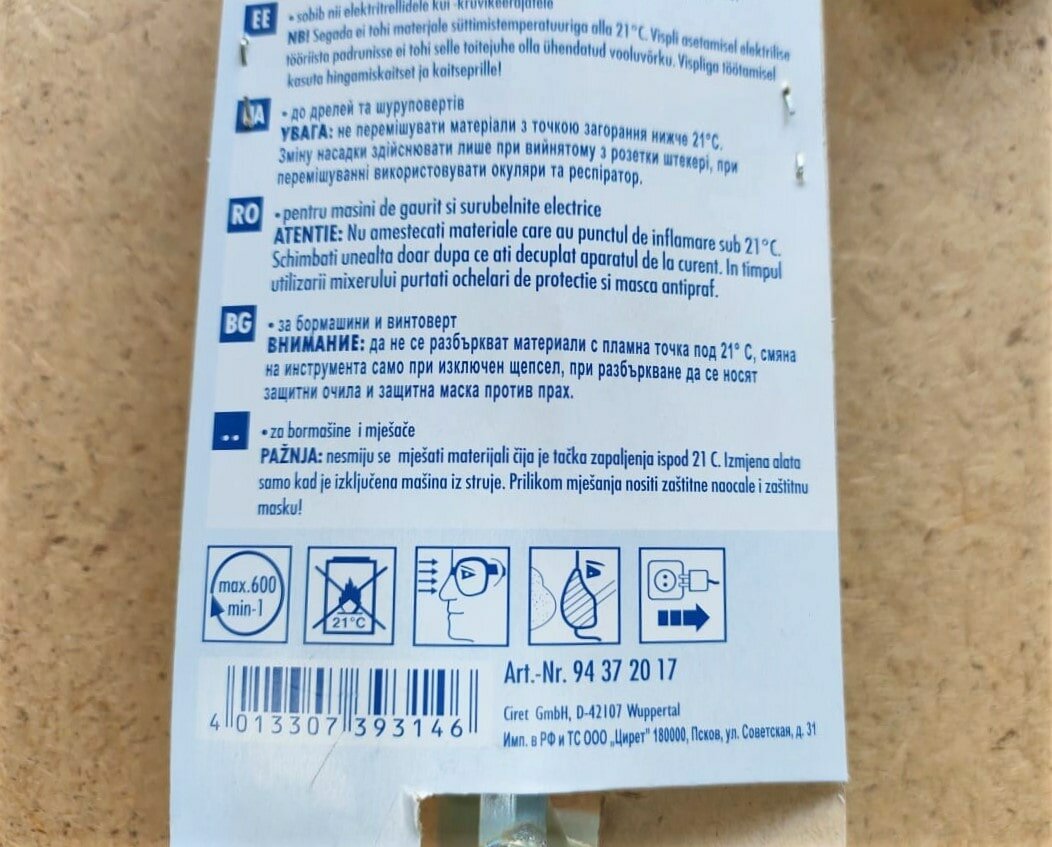 EE • sobib nii elektritrellidele kui -kruvikeerajatele
NB! Segada ei tohi materjale süttimistemperatuuriga alla 21°C. Vispli asetamisel elektrilise
tööriista padrunisse ei tohi selle toitejuhe olla ühendatud vooluvõrku. Vispliga töötamisel
kasuta hingamiskaitset ja kaitseprille!
UA • до дрелей та шуруповертів
УВАГА: не перемішувати матеріали з точкою загорання нижче 21°С.
Зміну насадки здійснювати лише при вийнятому з розетки штекері, при
перемішуванні використовувати окуляри та респіратор.
RO • pentru masini de gaurit si surubelnite electrice
ATENTIE: Nu amestecati materiale care au punctul de inflamare sub 21°C.
Schimbati unealta doar dupa ce ati decuplat aparatul de la curent. In timpul
utilizarii mixerului purtati ochelari de protectie si masca antipraf.
BG • за бормашини и винтоверт
ВНИМАНИЕ: да не се разбъркват материали с пламна точка под 21° C, смяна
на инструмента само при изключен щепсел, при разбъркване да се носят
защитни очила и защитна маска против прах.
.. • za bormašine i mješače
PAŽNJA: nesmiju se mješati materijali čija je tačka zapaljenja ispod 21 C. Izmjena alata
samo kad je izključena mašina iz struje. Prilikom mješanja nositi zaštitne naocale i zaštitnu
masku!
max.600
min-1
21°C
Art.-Nr. 94 37 20 17
4 013307 393146
Ciret GmbH, D-42107 Wuppertal
Имп. в РФ и ТС ООО „Цирет" 180000, Псков, ул. Советская, д. 31